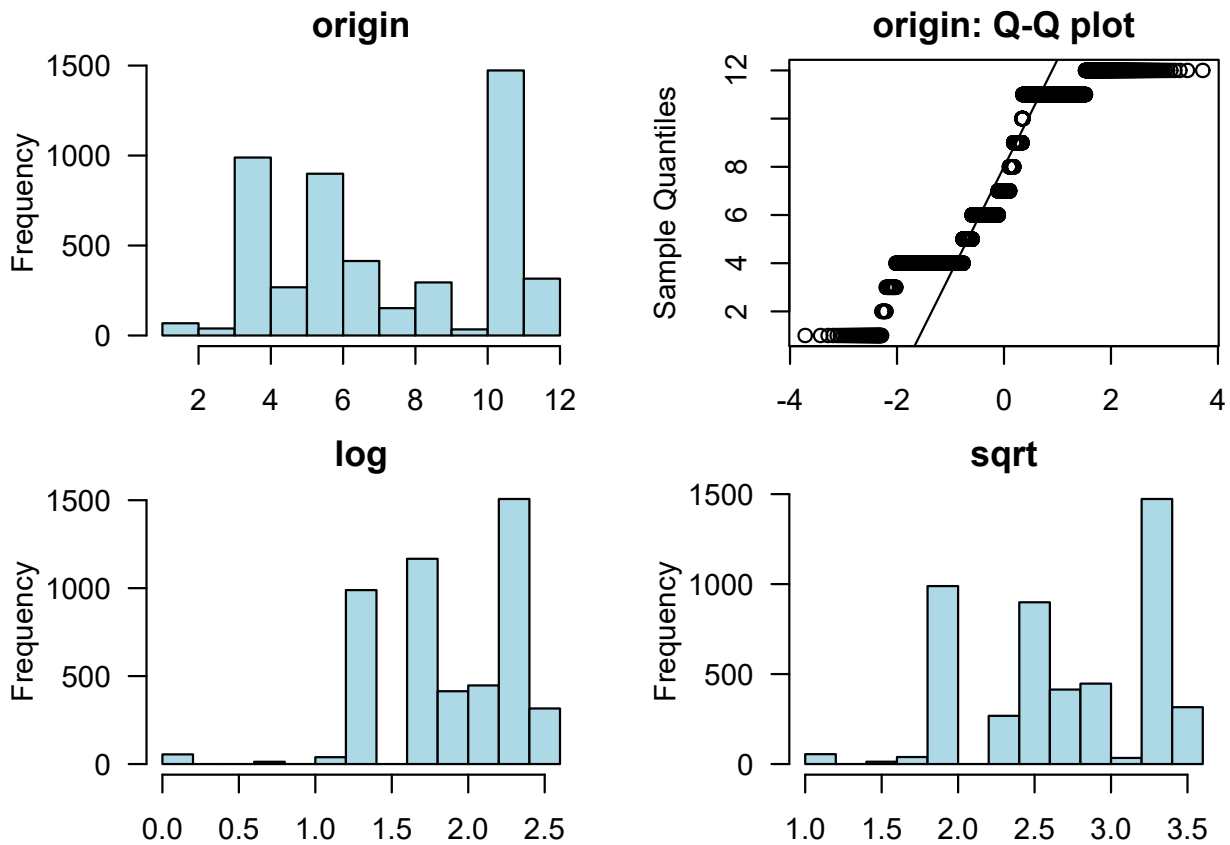 origin
Frequency
0
500
1000
1500
2 4 6 8 10 12
origin: Q-Q plot
Sample Quantiles
2
4
6
8
12
-4 -2 0 2 4
log
Frequency
0
500
1000
1500
0.0 0.5 1.0 1.5 2.0 2.5
sqrt
Frequency
0
500
1000
1500
1.0 1.5 2.0 2.5 3.0 3.5